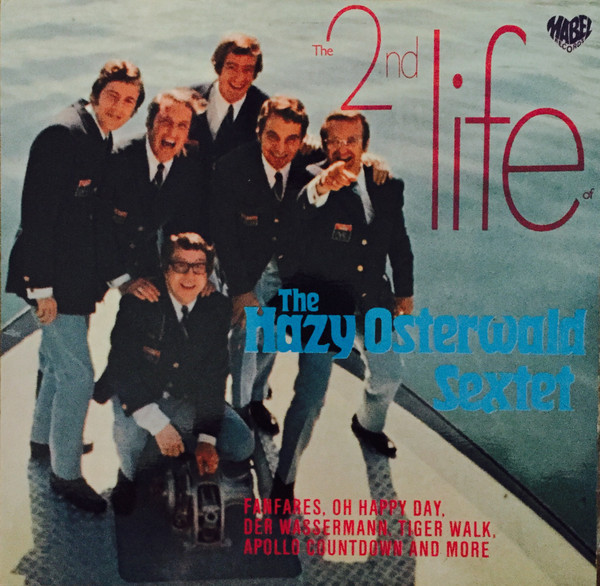 The 2nd
life of
MABEL
RECORDS
The
Hazy Osterwald
Sextet
FANFARES, OH HAPPY DAY,
DER WASSERMANN, TIGER WALK,
APOLLO COUNTDOWN AND MORE